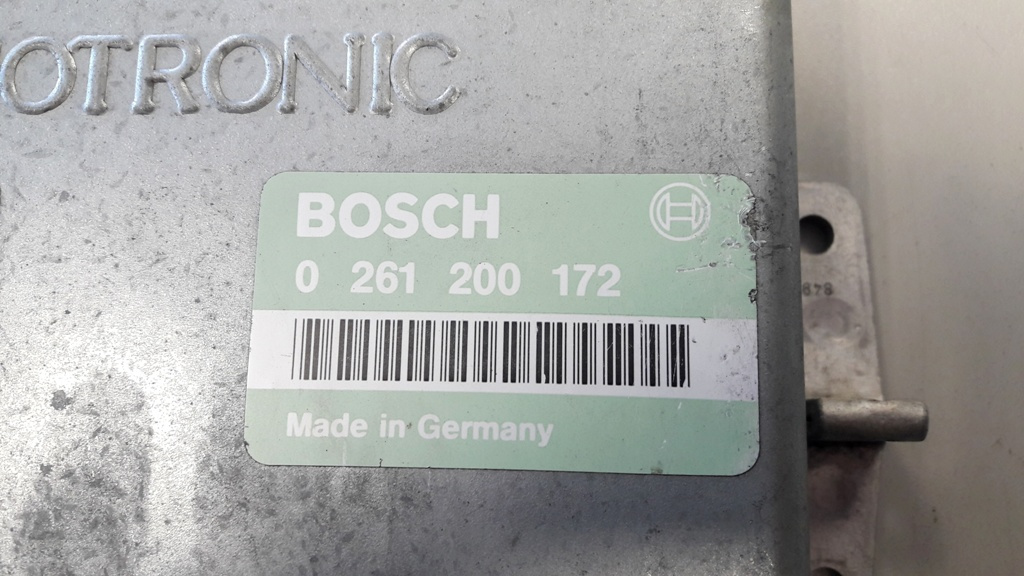 OTRONIC
BOSCH
0 261 200 172
Made in Germany